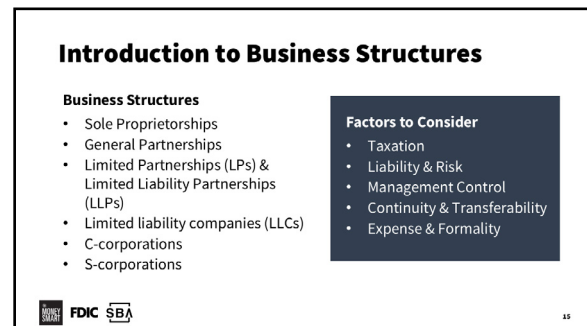 Introduction to Business Structures
Business Structures
• Sole Proprietorships
• General Partnerships
• Limited Partnerships (LPs) &
Limited Liability Partnerships
(LLPs)
• Limited liability companies (LLCs)
• C-corporations
• S-corporations
Factors to Consider
• Taxation
• Liability & Risk
• Management Control
• Continuity & Transferability
• Expense & Formality
MONEY
SMART
FDIC
SBA
15